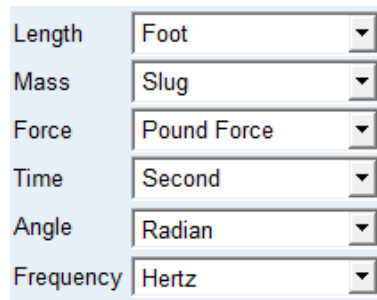 Length Foot
Mass Slug
Force Pound Force
Time Second
Angle Radian
Frequency Hertz